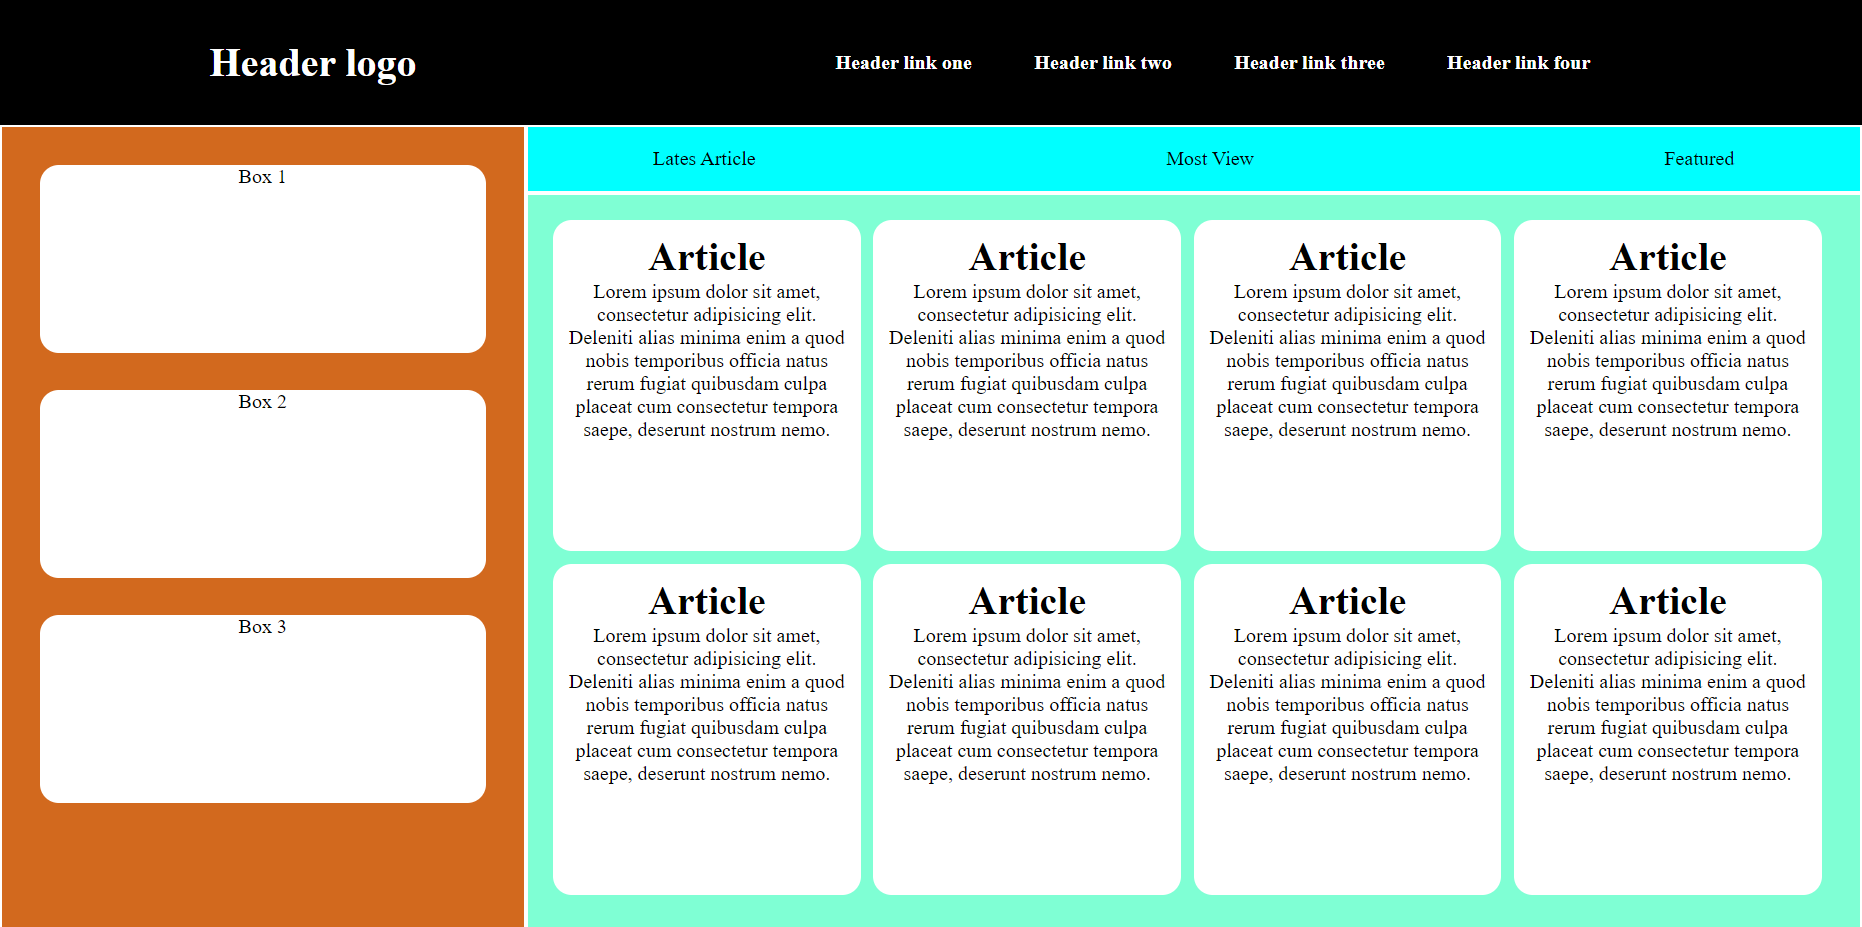 Header logo
Header link one
Header link two
Header link three
Header link four
Box 1
Box 2
Box 3
Lates Article
Most View
Featured
Article
Lorem ipsum dolor sit amet,
consectetur adipisicing elit.
Deleniti alias minima enim a quod
nobis temporibus officia natus
rerum fugiat quibusdam culpa
placeat cum consectetur tempora
saepe, deserunt nostrum nemo.
Article
Lorem ipsum dolor sit amet,
consectetur adipisicing elit.
Deleniti alias minima enim a quod
nobis temporibus officia natus
rerum fugiat quibusdam culpa
placeat cum consectetur tempora
saepe, deserunt nostrum nemo.
Article
Lorem ipsum dolor sit amet,
consectetur adipisicing elit.
Deleniti alias minima enim a quod
nobis temporibus officia natus
rerum fugiat quibusdam culpa
placeat cum consectetur tempora
saepe, deserunt nostrum nemo.
Article
Lorem ipsum dolor sit amet,
consectetur adipisicing elit.
Deleniti alias minima enim a quod
nobis temporibus officia natus
rerum fugiat quibusdam culpa
placeat cum consectetur tempora
saepe, deserunt nostrum nemo.
Article
Lorem ipsum dolor sit amet,
consectetur adipisicing elit.
Deleniti alias minima enim a quod
nobis temporibus officia natus
rerum fugiat quibusdam culpa
placeat cum consectetur tempora
saepe, deserunt nostrum nemo.
Article
Lorem ipsum dolor sit amet,
consectetur adipisicing elit.
Deleniti alias minima enim a quod
nobis temporibus officia natus
rerum fugiat quibusdam culpa
placeat cum consectetur tempora
saepe, deserunt nostrum nemo.
Article
Lorem ipsum dolor sit amet,
consectetur adipisicing elit.
Deleniti alias minima enim a quod
nobis temporibus officia natus
rerum fugiat quibusdam culpa
placeat cum consectetur tempora
saepe, deserunt nostrum nemo.
Article
Lorem ipsum dolor sit amet,
consectetur adipisicing elit.
Deleniti alias minima enim a quod
nobis temporibus officia natus
rerum fugiat quibusdam culpa
placeat cum consectetur tempora
saepe, deserunt nostrum nemo.